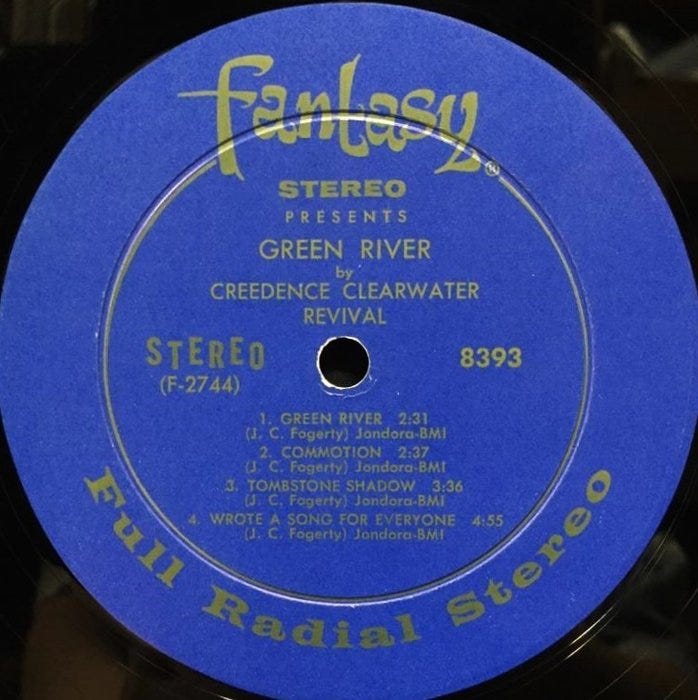 fantasy®
STEREO
PRESENTS
GREEN RIVER
by
CREEDENCE CLEARWATER
REVIVAL
STEREO
(F-2744)
8393
1. GREEN RIVER 2:31
(J. C. Fogerty) Jondora-BMI
2. COMMOTION 2:37
(J. C. Fogerty) Jondora-BMI
3. TOMBSTONE SHADOW 3:36
(J. C. Fogerty) Jondora-BMI
4. WROTE A SONG FOR EVERYONE 4:55
(J. C. Fogerty) Jondora-BMI
Full Radial Stereo